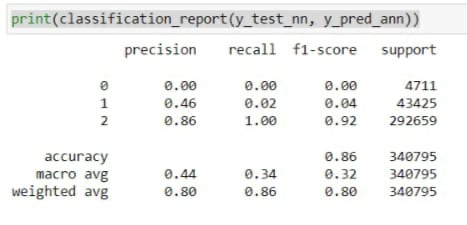 print(classification_report(y_test_nn, y_pred_ann))
precision recall f1-score support
0 0.00 0.00 0.00 4711
1 0.46 0.02 0.04 43425
2 0.86 1.00 0.92 292659
accuracy 0.86 340795
macro avg 0.44 0.34 0.32 340795
weighted avg 0.80 0.86 0.80 340795